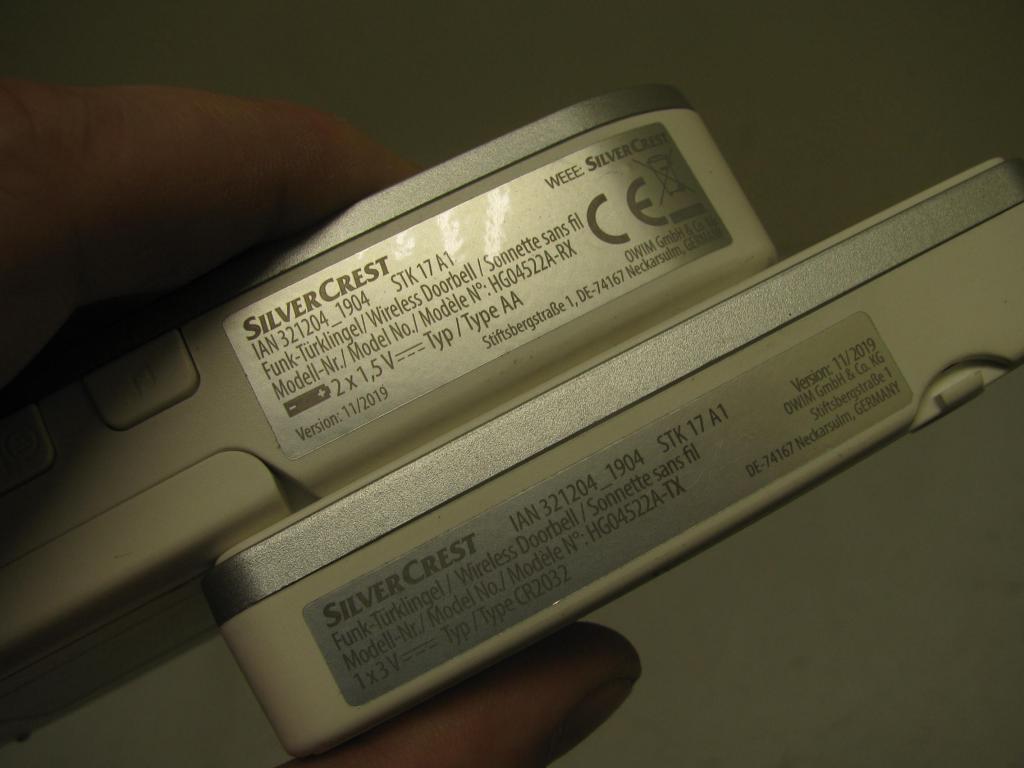 SILVERCREST
IAN 321204_1904 STK 17 A1
Funk-Türklingel/ Wireless Doorbell / Sonnette sans fil
Modell-Nr./ Model No./ Modèle N°: HG04522A-RX
2 x 1,5 V Typ / Type AA
Version: 11/2019
WEEE: SILVERCREST
CE
OWIM GmbH & Co. KG
Stiftsbergstraße 1, DE-74167 Neckarsulm, GERMANY
SILVERCREST
IAN 321204_1904 STK 17 A1
Funk-Türklingel / Wireless Doorbell / Sonnette sans fil
Modell-Nr./ Model No./ Modèle N°: HG04522A-TX
1 x 3 V Typ / Type CR2032
Version: 11/2019
OWIM GmbH & Co. KG
Stiftsbergstraße 1
DE-74167 Neckarsulm, GERMANY